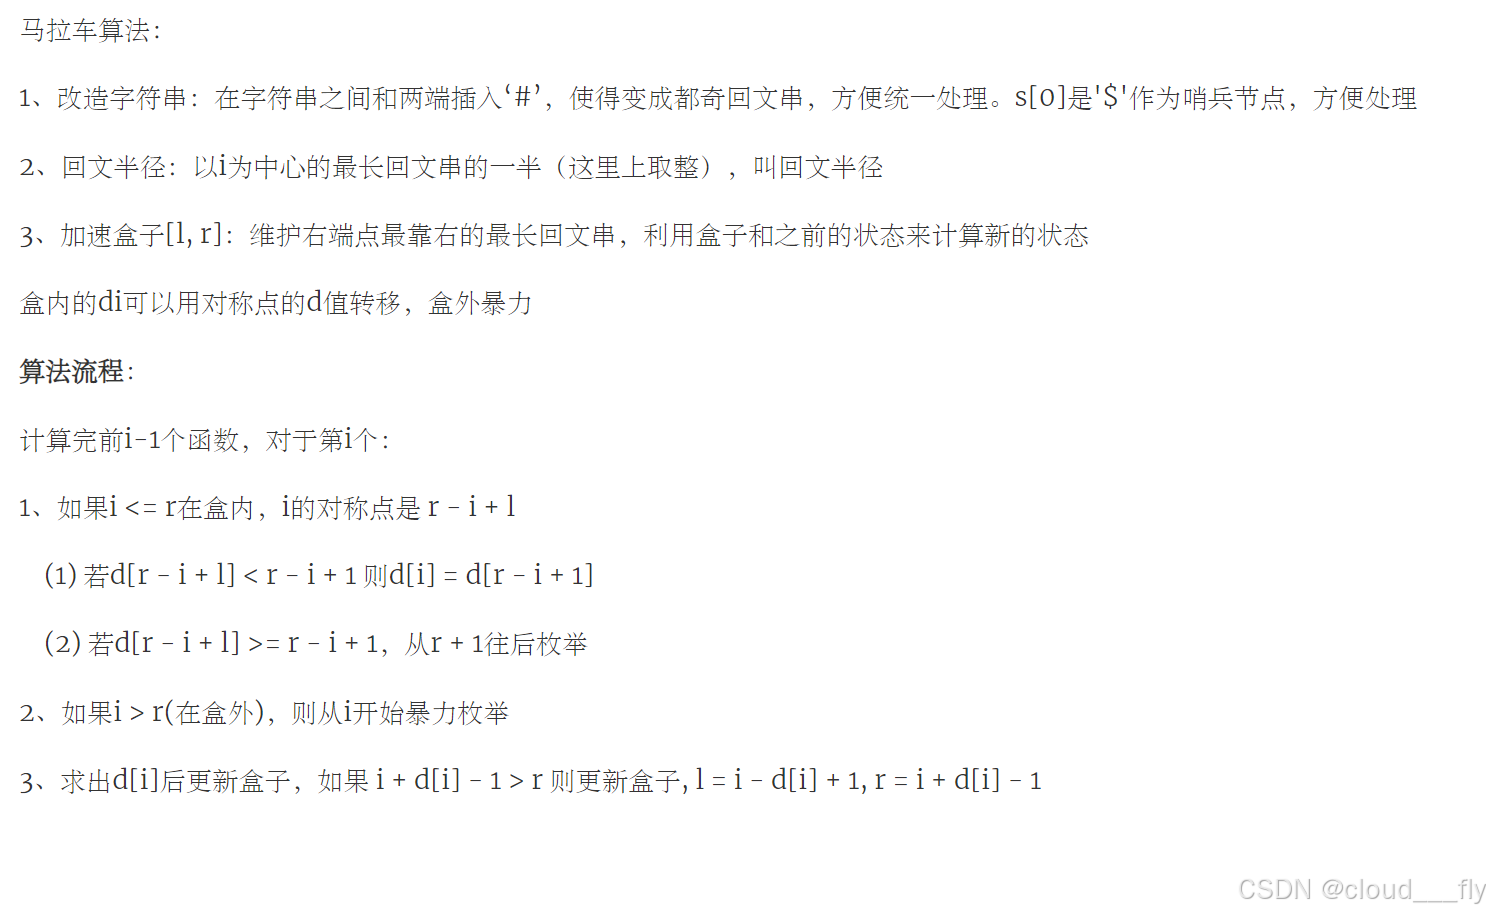 马拉车算法：
1、改造字符串：在字符串之间和两端插入‘#’，使得变成都奇回文串，方便统一处理。s[0]是'$'作为哨兵节点，方便处理
2、回文半径：以i为中心的最长回文串的一半（这里上取整），叫回文半径
3、加速盒子[l, r]：维护右端点最靠右的最长回文串，利用盒子和之前的状态来计算新的状态
盒内的di可以用对称点的d值转移，盒外暴力
算法流程：
计算完前i-1个函数，对于第i个：
1、如果i <= r在盒内，i的对称点是 r - i + l
(1) 若d[r - i + l] < r - i + 1 则d[i] = d[r - i + 1]
(2) 若d[r - i + l] >= r - i + 1，从r + 1往后枚举
2、如果i > r(在盒外)，则从i开始暴力枚举
3、求出d[i]后更新盒子，如果 i + d[i] - 1 > r 则更新盒子, l = i - d[i] + 1, r = i + d[i] - 1
CSDN @cloud___fly